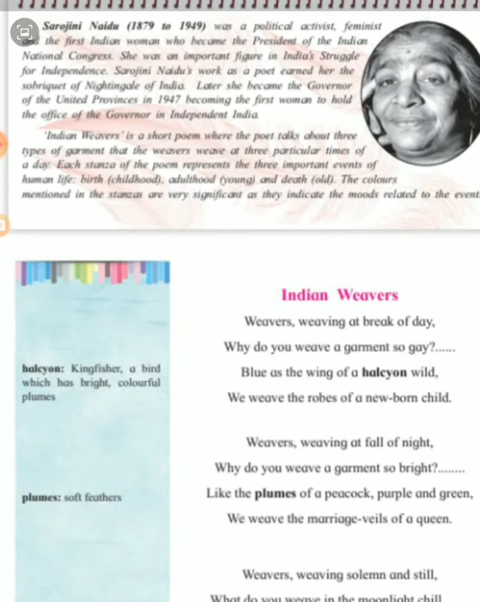 Sarojini Naidu (1879 to 1949) was a political activist, feminist
and the first Indian woman who became the President of the Indian
National Congress. She was an important figure in India's Struggle
for Independence. Sarojini Naidu's work as a poet earned her the
sobriquet of Nightingale of India. Later she became the Governor
of the United Provinces in 1947 becoming the first woman to hold
the office of the Governor in Independent India.
'Indian Weavers' is a short poem where the poet talks about three
types of garment that the weavers weave at three particular times of
a day. Each stanza of the poem represents the three important events of
human life: birth (childhood), adulthood (young) and death (old). The colours
mentioned in the stanzas are very significant as they indicate the moods related to the event
Indian Weavers
Weavers, weaving at break of day,
Why do you weave a garment so gay?......
Blue as the wing of a halcyon wild,
We weave the robes of a new-born child.
Weavers, weaving at fall of night,
Why do you weave a garment so bright?........
Like the plumes of a peacock, purple and green,
We weave the marriage-veils of a queen.
Weavers, weaving solemn and still,
What do you weave in the moonlight chill
halcyon: Kingfisher, a bird
which has bright, colourful
plumes
plumes: soft feathers